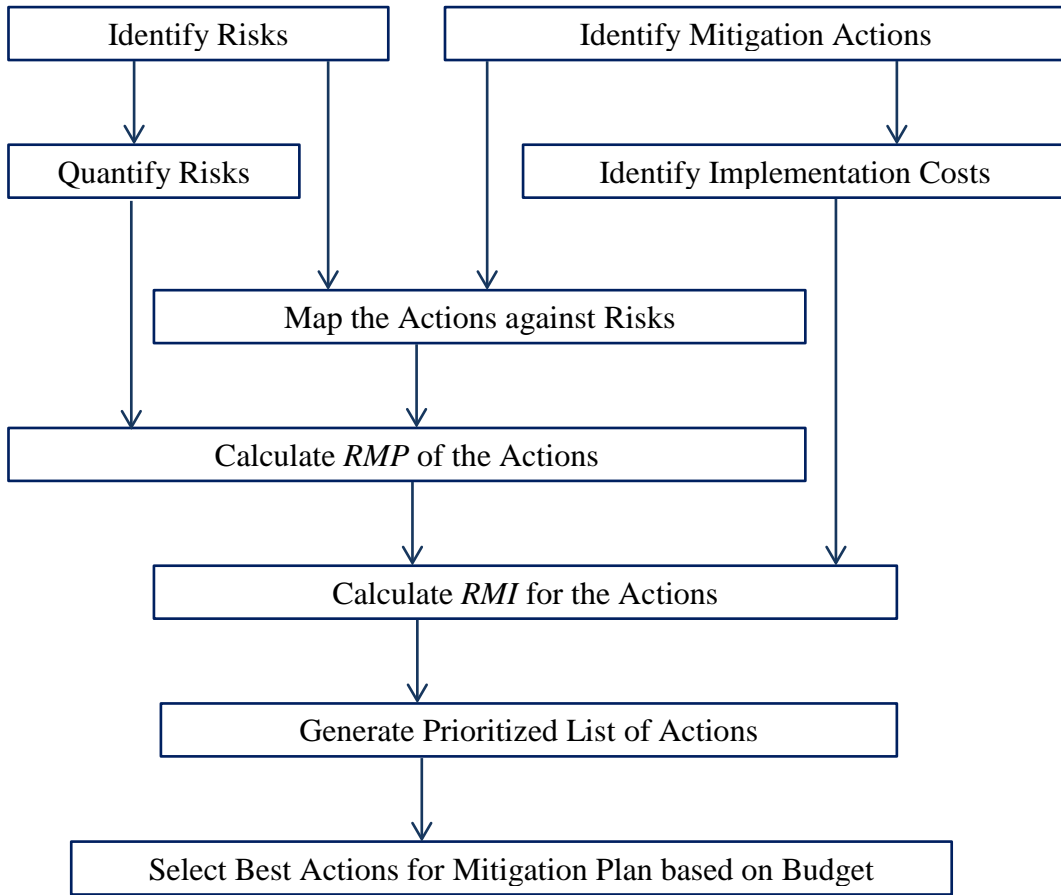 Identify Risks
Identify Mitigation Actions
Quantify Risks
Identify Implementation Costs
Map the Actions against Risks
Calculate RMP of the Actions
Calculate RMI for the Actions
Generate Prioritized List of Actions
Select Best Actions for Mitigation Plan based on Budget